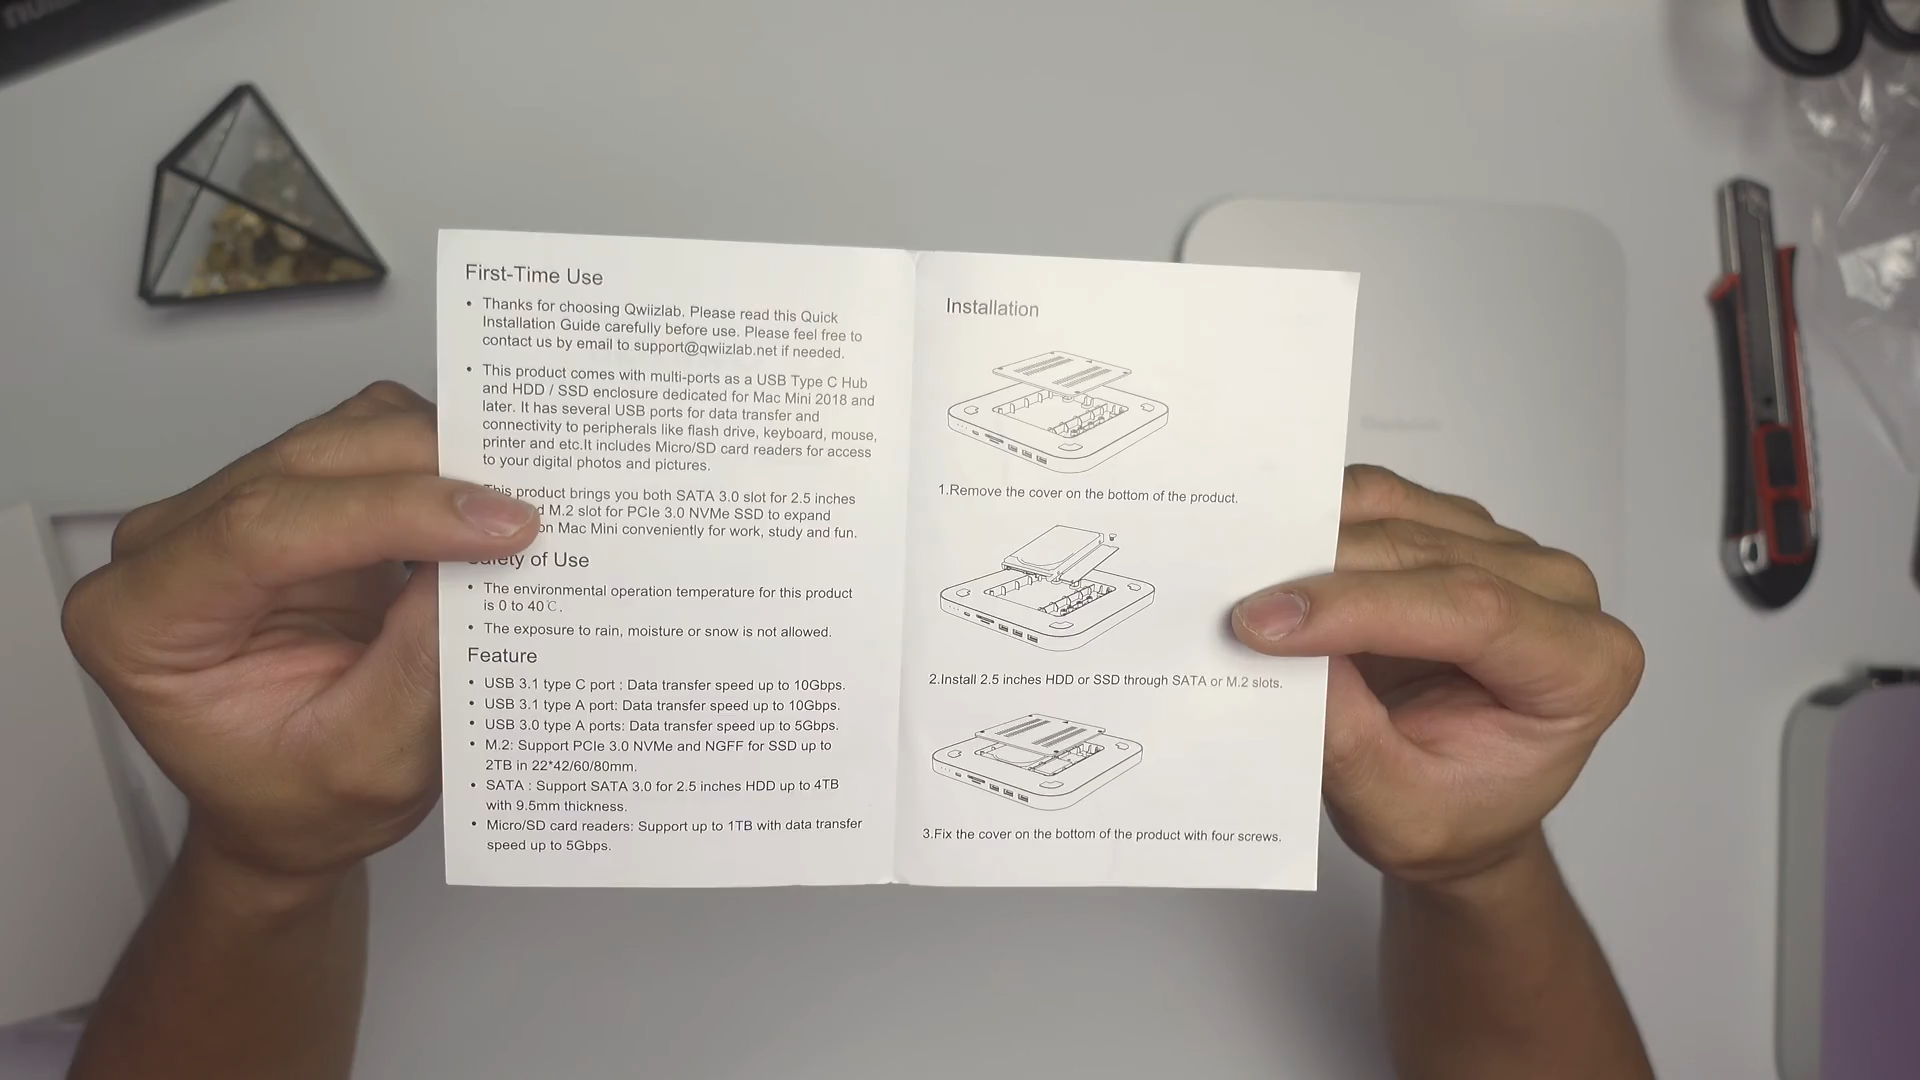 First-Time Use
• Thanks for choosing Qwiizlab. Please read this Quick
Installation Guide carefully before use. Please feel free to
contact us by email to support@qwiizlab.net if needed.
• This product comes with multi-ports as a USB Type C Hub
and HDD / SSD enclosure dedicated for Mac Mini 2018 and
later. It has several USB ports for data transfer and
connectivity to peripherals like flash drive, keyboard, mouse,
printer and etc.It includes Micro/SD card readers for access
to your digital photos and pictures.
This product brings you both SATA 3.0 slot for 2.5 inches
M.2 slot for PCIe 3.0 NVMe SSD to expand
on Mac Mini conveniently for work, study and fun.
Safety of Use
• The environmental operation temperature for this product
is 0 to 40℃.
• The exposure to rain, moisture or snow is not allowed.
Feature
• USB 3.1 type C port : Data transfer speed up to 10Gbps.
• USB 3.1 type A port: Data transfer speed up to 10Gbps.
• USB 3.0 type A ports: Data transfer speed up to 5Gbps.
• M.2: Support PCIe 3.0 NVMe and NGFF for SSD up to
2TB in 22*42/60/80mm.
• SATA : Support SATA 3.0 for 2.5 inches HDD up to 4TB
with 9.5mm thickness.
• Micro/SD card readers: Support up to 1TB with data transfer
speed up to 5Gbps.
Installation
1.Remove the cover on the bottom of the product.
2.Install 2.5 inches HDD or SSD through SATA or M.2 slots.
3.Fix the cover on the bottom of the product with four screws.